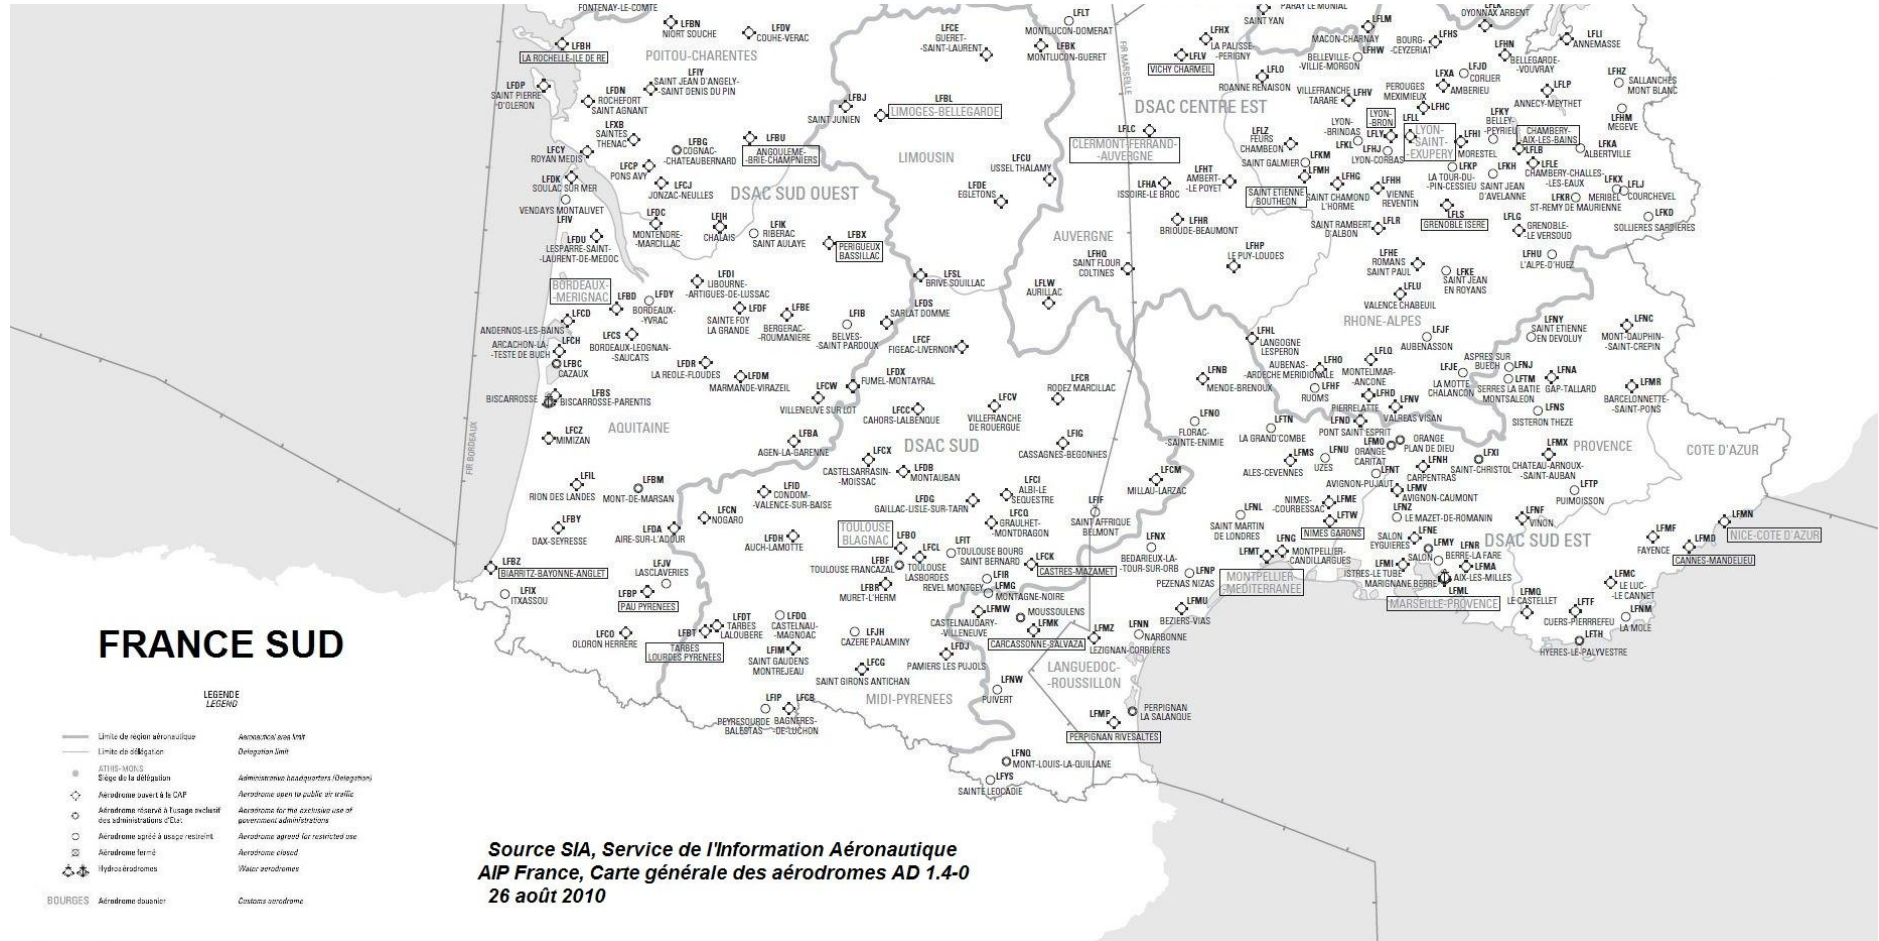 FONTENAY-LE-COMTE
LFBN
NIORT SOUCHE
LFDV
COUHE-VERAC
LFCE
GUERET-
-SAINT-LAURENT
LFLT
MONTLUCON-DOMERAT
LFBK
MONTLUCON-GUERET
LFHX
LA PALISSE-
-PERIGNY
SAINT YAN
PARAY LE MONIAL
LFLM
MACON-CHARNAY
LFHW
BELLEVILLE-
-VILLIE-MORGON
BOURG-
-CEYZERIAT
LFHS
OYONNAX ARBENT
LFHN
BELLEGARDE-
-VOUVRAY
LFLI
ANNEMASSE
LFBH
LA ROCHELLE-ILE DE RE
POITOU-CHARENTES
LFLV
VICHY CHARMEIL
LFLO
ROANNE RENAISON
LFJD
CORLIER
LFXA
AMBERIEU
LFHZ
SALLANCHES
MONT BLANC
LFLP
ANNECY-MEYTHET
LFDP
SAINT PIERRE
-D'OLERON
LFIY
SAINT JEAN D'ANGELY-
-SAINT DENIS DU PIN
LFDN
ROCHEFORT
SAINT AGNANT
LFBJ
SAINT JUNIEN
LFBL
LIMOGES-BELLEGARDE
FIR MARSEILLE
DSAC CENTRE EST
VILLEFRANCHE
TARARE
LFHV
PEROUGES
MEXIMIEUX
LFHC
LFHM
MEGEVE
LFXB
SAINTES
THENAC
LFBG
COGNAC-
-CHATEAUBERNARD
LFBU
ANGOULEME-
-BRIE-CHAMPNIERS
LIMOUSIN
LFLC
CLERMONT-FERRAND-
-AUVERGNE
LFLZ
FEURS
CHAMBEON
LYON-
-BRINDAS
LFKL
LYON-
-BRON
LFLY
LFHJ
LYON-CORBAS
LFLL
LYON-
-SAINT-
-EXUPERY
LFHI
MORESTEL
LFKY
BELLEY-
-PEYRIEU
CHAMBERY-
-AIX-LES-BAINS
LFLB
LFKA
ALBERTVILLE
LFCY
ROYAN MEDIS
LFCP
PONS AVY
LFCJ
JONZAC-NEULLES
LFDK
SOULAC SUR MER
DSAC SUD OUEST
LFCU
USSEL THALAMY
LFDE
EGLETONS
LFHA
ISSOIRE-LE BROC
LFHT
AMBERT-
-LE POYET
SAINT GALMIER
LFKM
LFMH
SAINT ETIENNE
BOUTHEON
LFHG
SAINT CHAMOND
L'HORME
LFHH
VIENNE
REVENTIN
LFKP
LA TOUR-DU-
-PIN-CESSIEU
LFKH
SAINT JEAN
D'AVELANNE
LFLE
CHAMBERY-CHALLES-
-LES-EAUX
LFKX
MERIBEL
LFLJ
COURCHEVEL
LFKR
ST-REMY DE MAURIENNE
VENDAYS MONTALIVET
LFIV
LFDC
MONTENDRE-
-MARCILLAC
LFIH
CHALAIS
LFIK
RIBERAC
SAINT AULAYE
LFBX
PERIGUEUX
BASSILLAC
AUVERGNE
LFHR
BRIOUDE-BEAUMONT
SAINT RAMBERT
D'ALBON
LFLR
LFLS
GRENOBLE ISERE
LFLG
GRENOBLE-
-LE VERSOUD
LFKD
SOLLIERES SARDIERES
LFDU
LESPARRE-SAINT-
-LAURENT-DE-MEDOC
LFHP
LE PUY-LOUDES
LFHU
L'ALPE-D'HUEZ
LFHQ
SAINT FLOUR
COLTINES
LFHE
ROMANS
SAINT PAUL
LFKE
SAINT JEAN
EN ROYANS
BORDEAUX-
-MERIGNAC
LFBD
LFDY
BORDEAUX-
-YVRAC
LFDI
LIBOURNE-
-ARTIGUES-DE-LUSSAC
LFSL
BRIVE SOUILLAC
LFLW
AURILLAC
LFLU
VALENCE CHABEUIL
RHONE-ALPES
LFCD
ANDERNOS-LES-BAINS
LFDF
SAINTE FOY
LA GRANDE
LFBE
BERGERAC-
-ROUMANIERE
LFDS
SARLAT DOMME
LFIB
BELVES-
-SAINT PARDOUX
LFHL
LANGOGNE
LESPERON
LFJF
AUBENASSON
LFNY
SAINT ETIENNE
EN DEVOLUY
LFNC
MONT-DAUPHIN-
-SAINT-CREPIN
ARCACHON-LA-
-TESTE DE BUCH
LFCH
LFCS
BORDEAUX-LEOGNAN-
-SAUCATS
LFCF
FIGEAC-LIVERNON
LFBC
CAZAUX
LFDR
LA REOLE-FLOUDES
LFDM
MARMANDE-VIRAZEIL
LFDX
FUMEL-MONTAYRAL
LFCR
RODEZ MARCILLAC
LFNB
MENDE-BRENOUX
AUBENAS-
-ARDECHE MERIDIONALE
LFHO
LFHF
RUOMS
LFLQ
MONTELIMAR-
-ANCONE
LFJE
LA MOTTE
CHALANCON
ASPRES SUR
BUECH
LFNJ
LFTM
SERRES LA BATIE
MONTSALEON
LFNA
GAP-TALLARD
LFMR
BARCELONNETTE-
-SAINT-PONS
BISCARROSSE
LFBS
BISCARROSSE-PARENTIS
LFCW
VILLENEUVE SUR LOT
LFCC
CAHORS-LALBENQUE
LFCV
VILLEFRANCHE
DE ROUERGUE
LFHD
PIERRELATTE
LFNV
VALREAS VISAN
LFNS
SISTERON THEZE
FIR BORDEAUX
LFCZ
MIMIZAN
AQUITAINE
LFBA
AGEN-LA-GARENNE
DSAC SUD
LFIG
CASSAGNES-BEGONHES
LFNO
FLORAC-
-SAINTE-ENIMIE
LFTN
LA GRAND'COMBE
LFND
PONT SAINT ESPRIT
LFMO
ORANGE
CARITAT
ORANGE
PLAN DE DIEU
LFXI
SAINT-CHRISTOL
LFMX
CHATEAU-ARNOUX-
-SAINT-AUBAN
PROVENCE
COTE D'AZUR
LFCX
CASTELSARRASIN-
-MOISSAC
LFDB
MONTAUBAN
LFCM
MILLAU-LARZAC
LFMS
ALES-CEVENNES
LFNU
UZES
LFNT
AVIGNON-PUJAUT
LFNH
CARPENTRAS
LFTP
PUIMOISSON
LFIL
RION DES LANDES
LFBM
MONT-DE-MARSAN
LFID
CONDOM-
-VALENCE-SUR-BAISE
LFDG
GAILLAC-LISLE-SUR-TARN
LFCI
ALBI-LE
SEQUESTRE
LFIF
SAINT AFFRIQUE
BELMONT
NIMES-
-COURBESSAC
LFME
LFTW
NIMES GARONS
LFMV
AVIGNON-CAUMONT
LFNZ
LE MAZET-DE-ROMANIN
LFNF
VINON
LFMN
NICE-COTE D'AZUR
LFBY
DAX-SEYRESSE
LFCN
NOGARO
LFDA
AIRE-SUR-L'ADOUR
LFDH
AUCH-LAMOTTE
TOULOUSE
BLAGNAC
LFBO
LFCQ
GRAULHET-
-MONTDRAGON
LFNL
SAINT MARTIN
DE LONDRES
LFNX
BEDARIEUX-LA-
-TOUR-SUR-ORB
LFNG
MONTPELLIER-
-CANDILLARGUES
LFMT
MONTPELLIER-
-MEDITERRANEE
LFNE
SALON
EYGUIERES
LFMY
SALON
LFNR
BERRE-LA FARE
DSAC SUD EST
LFMF
FAYENCE
LFMD
CANNES-MANDELIEU
LFBZ
BIARRITZ-BAYONNE-ANGLET
LFIX
ITXASSOU
LFJV
LASCLAVERIES
LFBP
PAU PYRENEES
LFBF
TOULOUSE FRANCAZAL
LFCL
TOULOUSE
LASBORDES
LFIT
TOULOUSE BOURG
SAINT BERNARD
LFCK
CASTRES-MAZAMET
LFBR
MURET-L'HERM
LFIR
REVEL MONTGEY
LFMG
MONTAGNE-NOIRE
LFNP
PEZENAS NIZAS
LFMI
ISTRES-LE TUBE
LFMA
AIX-LES-MILLES
MARIGNANE BERRE
LFML
MARSEILLE-PROVENCE
LFMQ
LE CASTELLET
LFMC
LE LUC-
-LE CANNET
LFTF
CUERS-PIERRREFEU
LFNM
LA MOLE
LFTH
HYERES-LE-PALYVESTRE
LFCO
OLORON HERRERE
LFDT
TARBES
LALOUBERE
LFBT
TARBES
LOURDES PYRENEES
LFDQ
CASTELNAU-
-MAGNOAC
LFIM
SAINT GAUDENS
MONTREJEAU
LFJH
CAZERE PALAMINY
LFMW
CASTELNAUDARY-
-VILLENEUVE
MOUSSOULENS
LFMK
CARCASSONNE-SALVAZA
LFMZ
LEZIGNAN-CORBIÈRES
LFMU
BEZIERS-VIAS
LFNN
NARBONNE
LFCG
SAINT GIRONS ANTICHAN
LFDJ
PAMIERS LES PUJOLS
MIDI-PYRENEES
LFNW
PUIVERT
LANGUEDOC-
-ROUSSILLON
LFIP
PEYRESOURDE
BALESTAS
LFCB
BAGNERES-
-DE-LUCHON
LFMP
PERPIGNAN RIVESALTES
PERPIGNAN
LA SALANQUE
LFNQ
MONT-LOUIS-LA-QUILLANE
LFYS
SAINTE LEOCADIE
FRANCE SUD
LEGENDE
LEGEND
Limite de région aéronautique Aeronautical area limit
Limite de délégation Delegation limit
ATHIS-MONS
Siège de la délégation Administrative headquarters (Delegation)
Aérodrome ouvert à la CAP Aerodrome open to public air traffic
Aérodrome réservé à l'usage exclusif Aerodrome for the exclusive use of
des administrations d'Etat government administrations
Aérodrome agréé à usage restreint Aerodrome agreed for restricted use
Aérodrome fermé Aerodrome closed
Hydroaérodromes Water aerodromes
BOURGES Aérodrome douanier Customs aerodrome
Source SIA, Service de l'Information Aéronautique
AIP France, Carte générale des aérodromes AD 1.4-0
26 août 2010